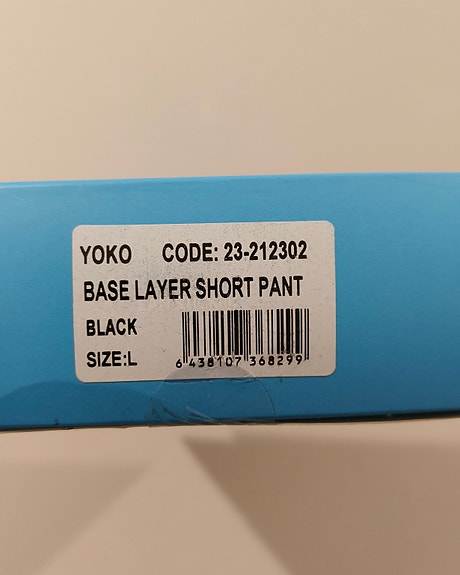 YOKO CODE: 23-212302
BASE LAYER SHORT PANT
BLACK
SIZE:L
6 438107 368299